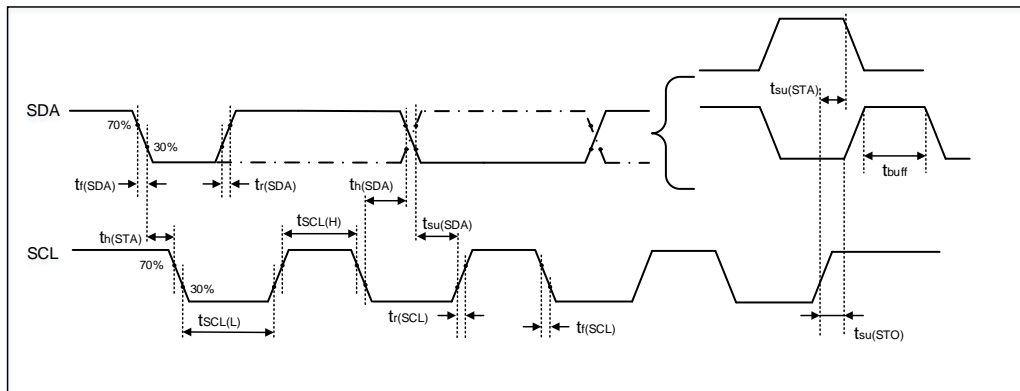 tsu(STA)
SDA
70%
30%
tbuff
tf(SDA)
tr(SDA)
th(SDA)
tSCL(H)
tsu(SDA)
th(STA)
SCL
70%
30%
tSCL(L)
tr(SCL)
tf(SCL)
tsu(STO)